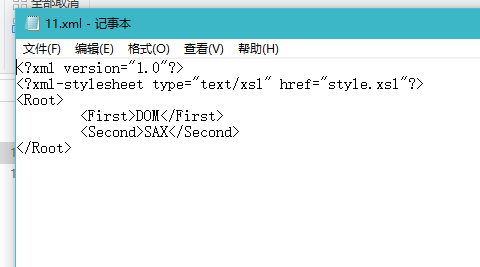 全部取消
11.xml - 记事本
文件(F) 编辑(E) 格式(O) 查看(V) 帮助(H)
<?xml version="1.0"?>
<?xml-stylesheet type="text/xsl" href="style.xsl"?>
<Root>
        <First>DOM</First>
        <Second>SAX</Second>
</Root>